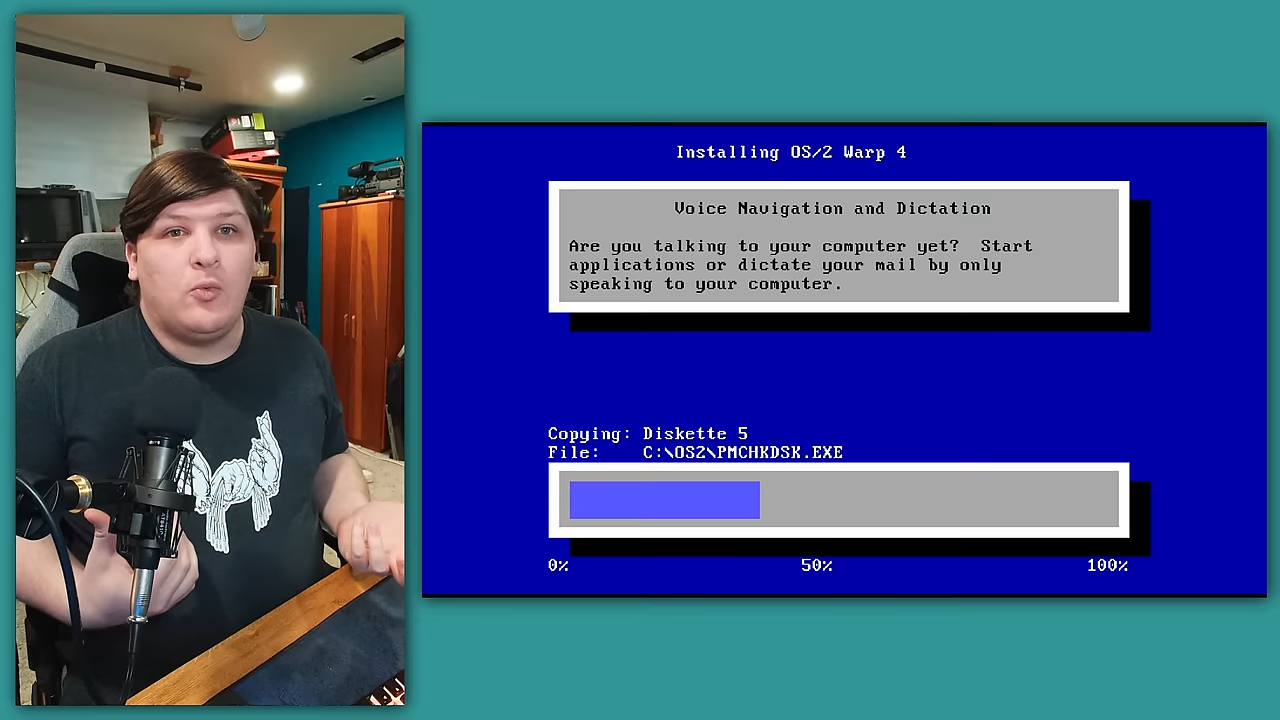 Installing OS/2 Warp 4
Voice Navigation and Dictation
Are you talking to your computer yet?  Start
applications or dictate your mail by only
speaking to your computer.
Copying: Diskette 5
File:    C:\OS2\PMCHKDSK.EXE
0%
50%
100%